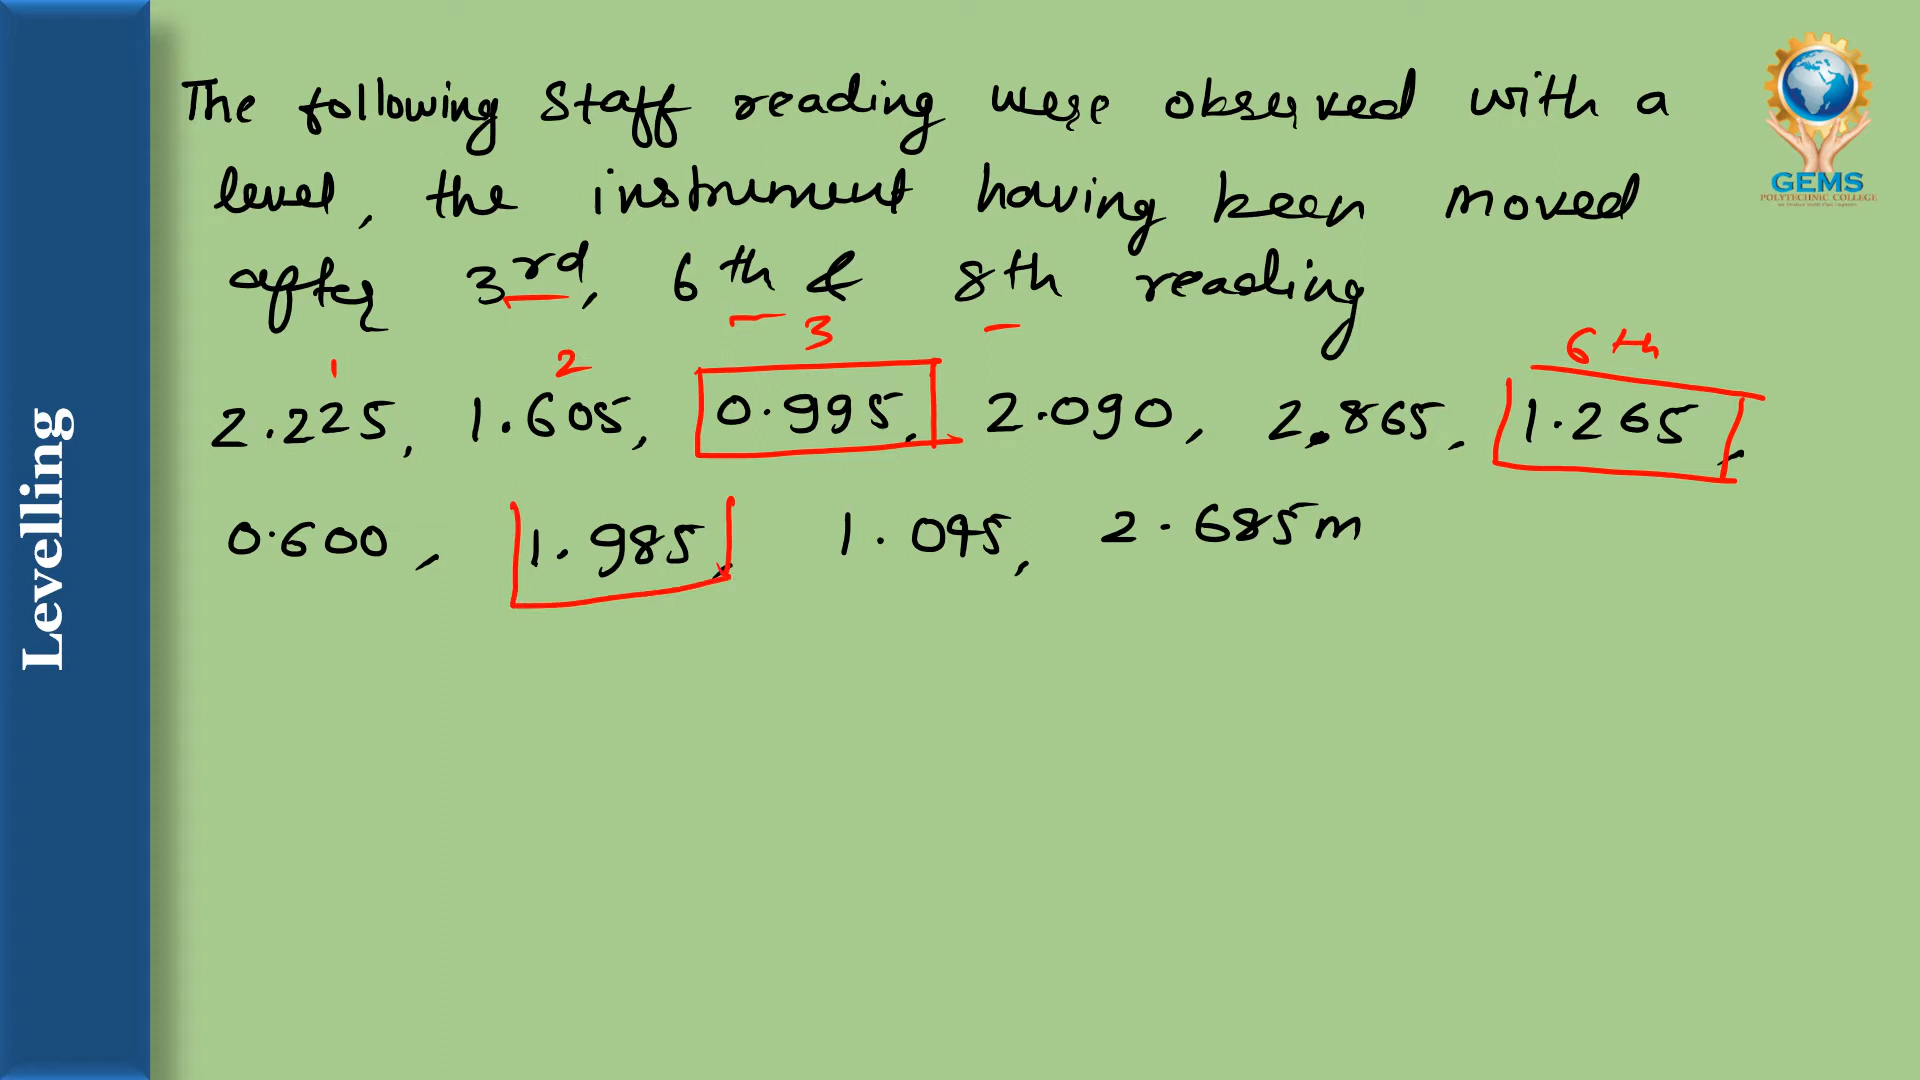 The following staff reading were observed with a
level, the instrument having been moved
after 3rd, 6th & 8th reading
1 2 3 6th
2.225, 1.605, 0.995, 2.090, 2.865, 1.265,
0.600, 1.985, 1.045, 2.685m
Levelling
GEMS
POLYTECHNIC COLLEGE